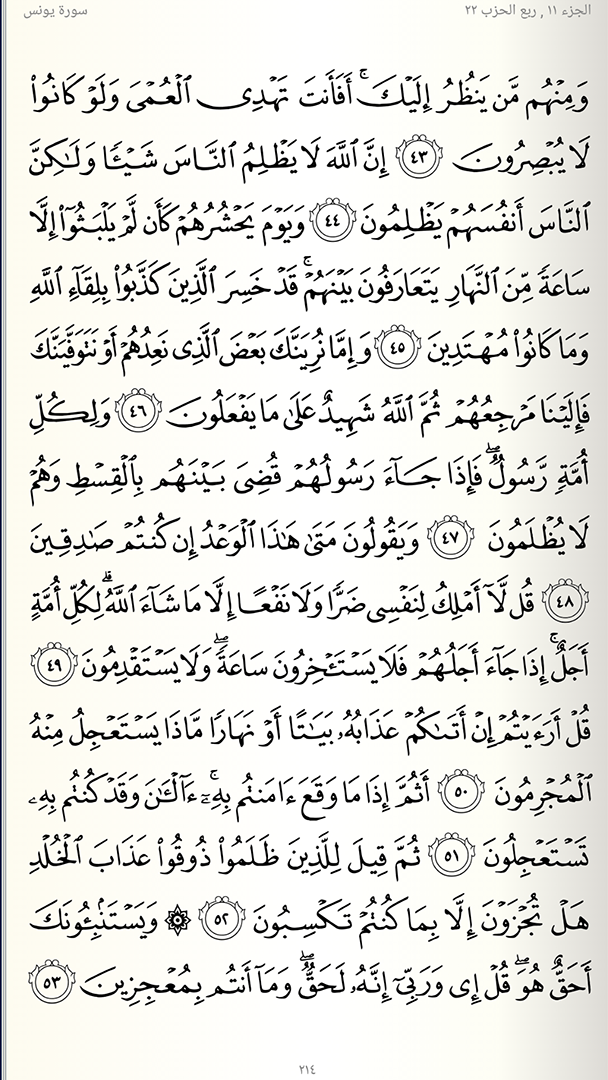 الجزء ١١ , ربع الحزب ٢٢
سورة يونس
وَمِنْهُم مَّن يَنظُرُ إِلَيْكَ ۚ أَفَأَنتَ تَهْدِى ٱلْعُمْىَ وَلَوْ كَانُوا۟
لَا يُبْصِرُونَ ٤٣ إِنَّ ٱللَّهَ لَا يَظْلِمُ ٱلنَّاسَ شَيْـًٔا وَلَـٰكِنَّ
ٱلنَّاسَ أَنفُسَهُمْ يَظْلِمُونَ ٤٤ وَيَوْمَ يَحْشُرُهُمْ كَأَن لَّمْ يَلْبَثُوٓا۟ إِلَّا
سَاعَةً مِّنَ ٱلنَّهَارِ يَتَعَارَفُونَ بَيْنَهُمْ ۚ قَدْ خَسِرَ ٱلَّذِينَ كَذَّبُوا۟ بِلِقَآءِ ٱللَّهِ
وَمَا كَانُوا۟ مُهْتَدِينَ ٤٥ وَإِمَّا نُرِيَنَّكَ بَعْضَ ٱلَّذِى نَعِدُهُمْ أَوْ نَتَوَفَّيَنَّكَ
فَإِلَيْنَا مَرْجِعُهُمْ ثُمَّ ٱللَّهُ شَهِيدٌ عَلَىٰ مَا يَفْعَلُونَ ٤٦ وَلِكُلِّ
أُمَّةٍ رَّسُولٌ ۖ فَإِذَا جَآءَ رَسُولُهُمْ قُضِىَ بَيْنَهُم بِٱلْقِسْطِ وَهُمْ
لَا يُظْلَمُونَ ٤٧ وَيَقُولُونَ مَتَىٰ هَـٰذَا ٱلْوَعْدُ إِن كُنتُمْ صَـٰدِقِينَ
٤٨ قُل لَّآ أَمْلِكُ لِنَفْسِى ضَرًّا وَلَا نَفْعًا إِلَّا مَا شَآءَ ٱللَّهُ ۗ لِكُلِّ أُمَّةٍ
أَجَلٌ ۚ إِذَا جَآءَ أَجَلُهُمْ فَلَا يَسْتَـْٔخِرُونَ سَاعَةً ۖ وَلَا يَسْتَقْدِمُونَ ٤٩
قُلْ أَرَءَيْتُمْ إِنْ أَتَىٰكُمْ عَذَابُهُۥ بَيَـٰتًا أَوْ نَهَارًا مَّاذَا يَسْتَعْجِلُ مِنْهُ
ٱلْمُجْرِمُونَ ٥٠ أَثُمَّ إِذَا مَا وَقَعَ ءَامَنتُم بِهِۦٓ ۚ ءَآلْـَٔـٰنَ وَقَدْ كُنتُم بِهِۦ
تَسْتَعْجِلُونَ ٥١ ثُمَّ قِيلَ لِلَّذِينَ ظَلَمُوا۟ ذُوقُوا۟ عَذَابَ ٱلْخُلْدِ
هَلْ تُجْزَوْنَ إِلَّا بِمَا كُنتُمْ تَكْسِبُونَ ٥٢ ۞ وَيَسْتَنۢبِـُٔونَكَ
أَحَقٌّ هُوَ ۖ قُلْ إِى وَرَبِّىٓ إِنَّهُۥ لَحَقٌّ ۖ وَمَآ أَنتُم بِمُعْجِزِينَ ٥٣
٢١٤